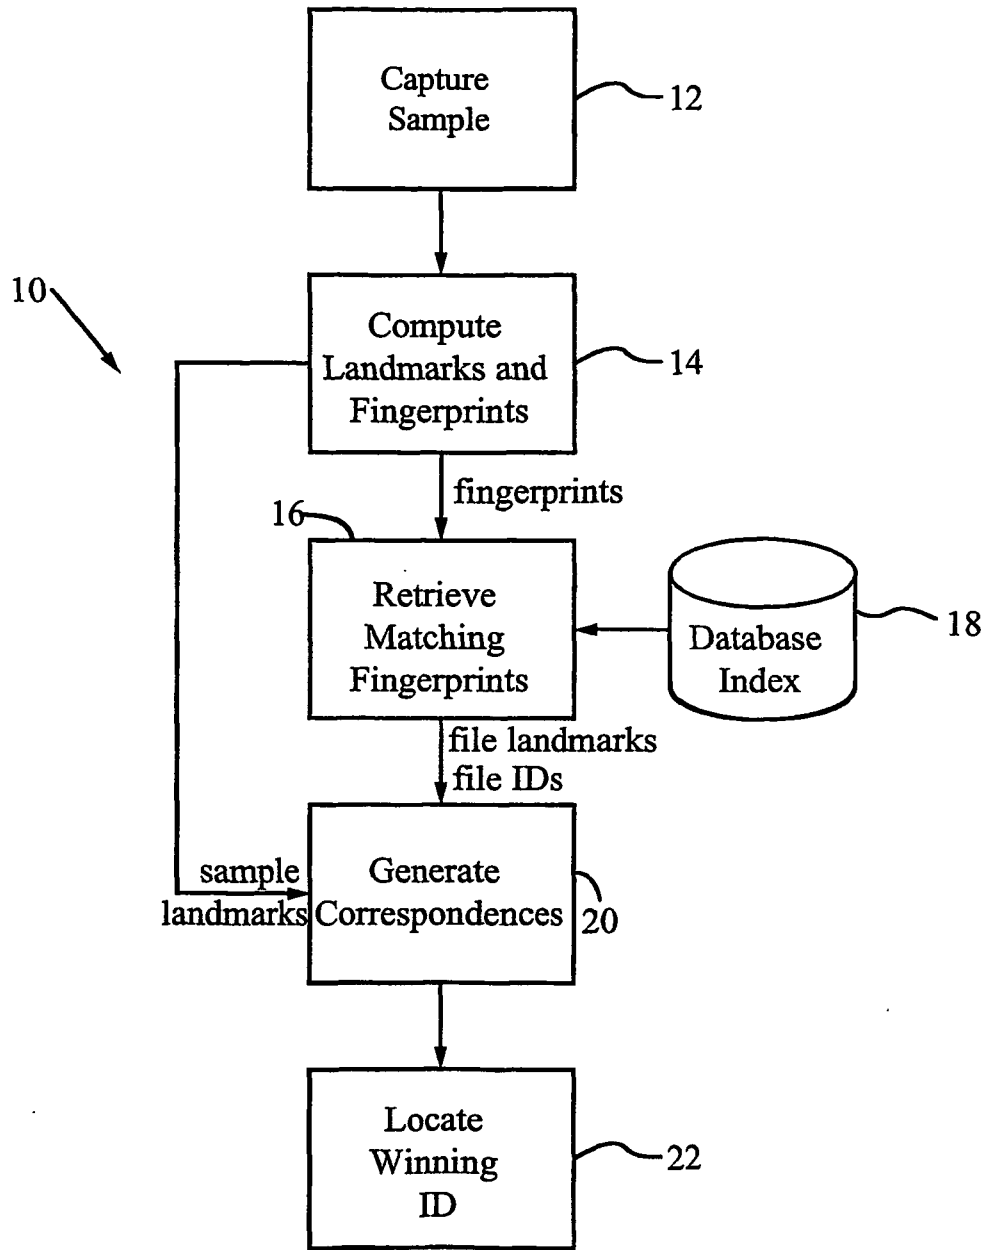 Capture
Sample
12
10
Compute
Landmarks and
Fingerprints
14
fingerprints
16
Retrieve
Matching
Fingerprints
Database
Index
18
file landmarks
file IDs
sample
landmarks
Generate
Correspondences
20
Locate
Winning
ID
22